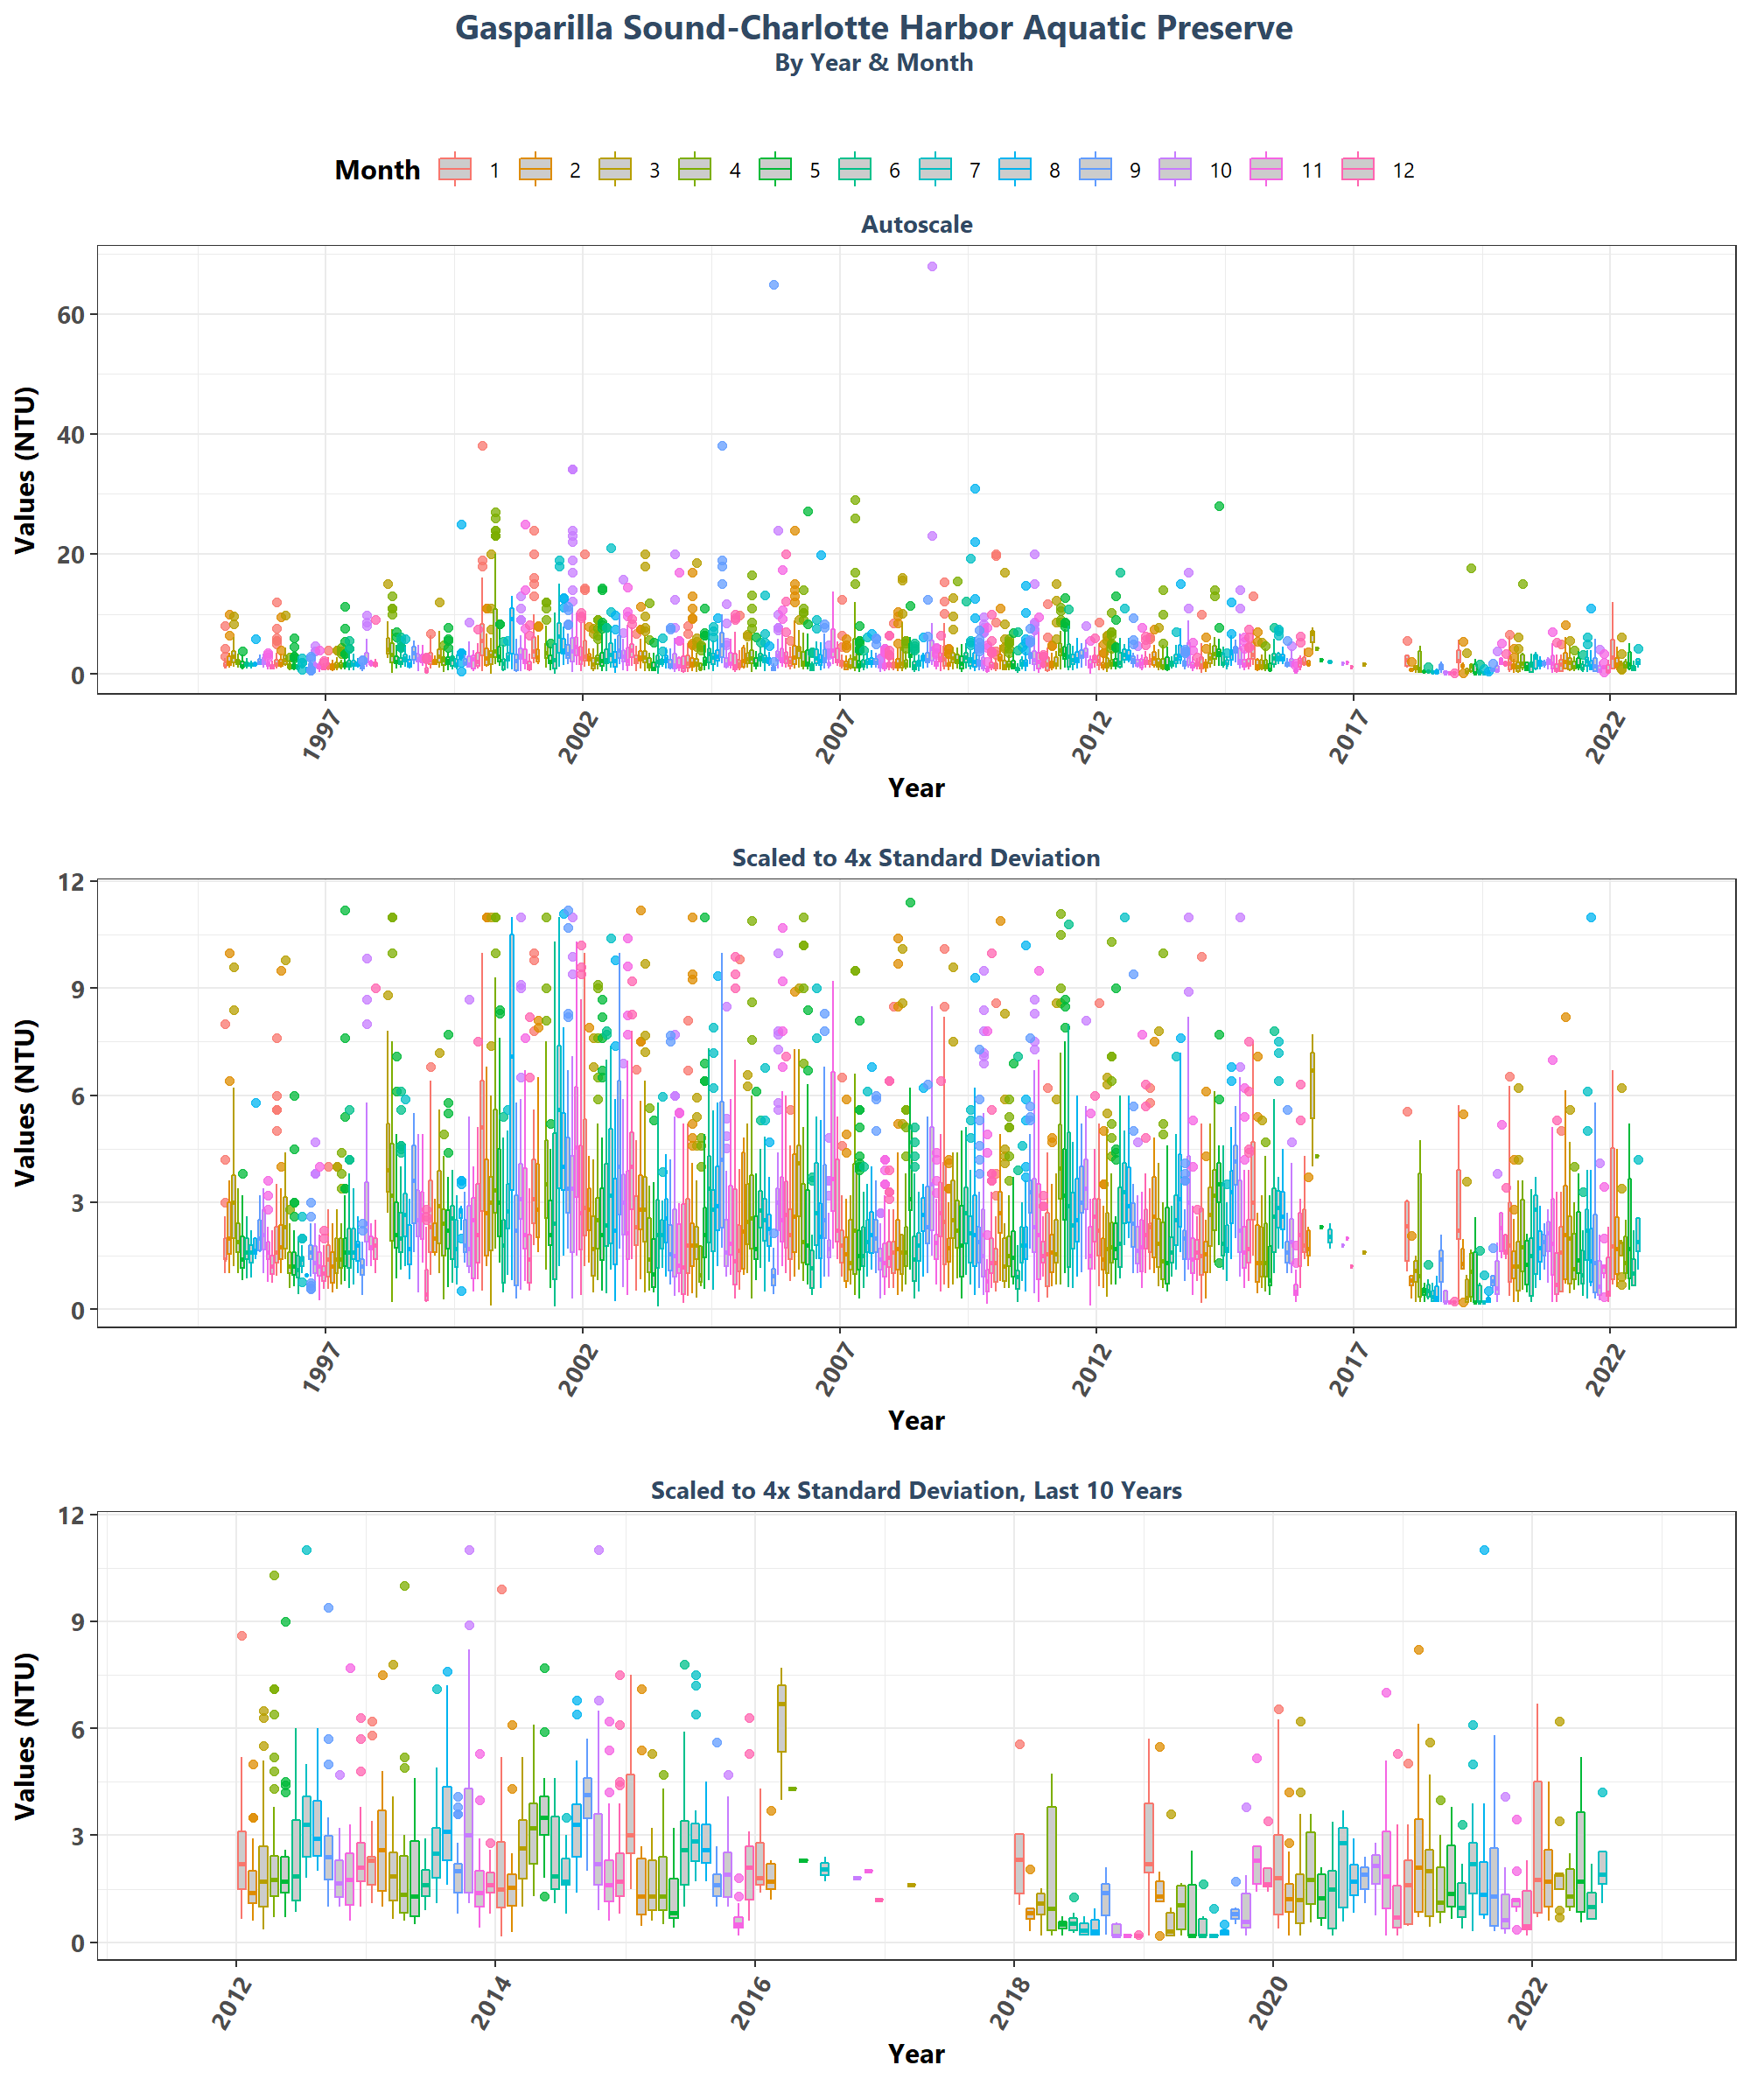 Gasparilla Sound-Charlotte Harbor Aquatic Preserve
By Year & Month
Month 1 2 3 4 5 6 7 8 9 10 11 12
Autoscale
Values (NTU)
60
40
20
0
1997 2002 2007 2012 2017 2022
Year
Scaled to 4x Standard Deviation
Values (NTU)
12
9
6
3
0
1997 2002 2007 2012 2017 2022
Year
Scaled to 4x Standard Deviation, Last 10 Years
Values (NTU)
12
9
6
3
0
2012 2014 2016 2018 2020 2022
Year